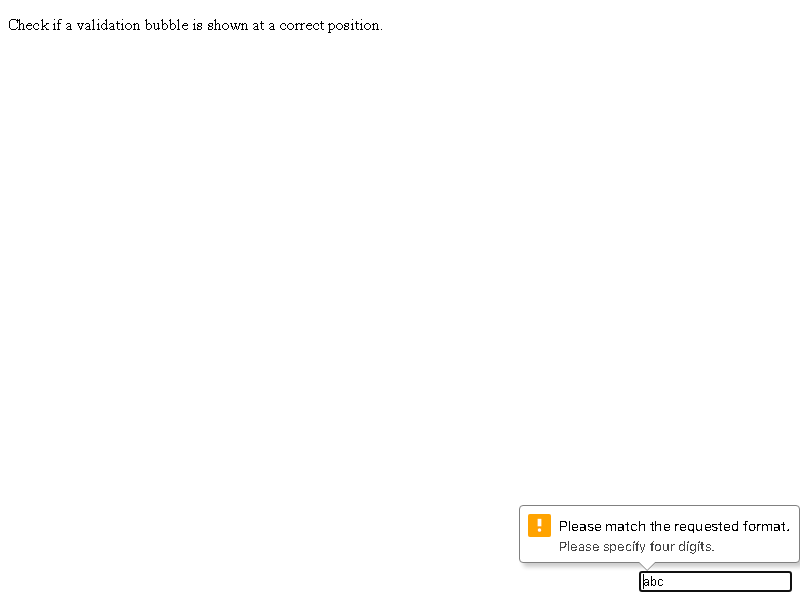 Check if a validation bubble is shown at a correct position.
Please match the requested format.
Please specify four digits.
abc